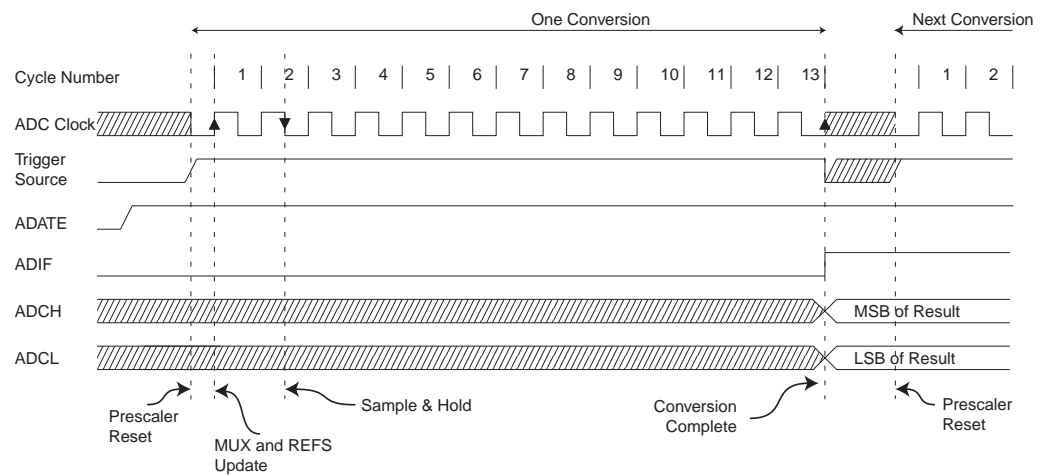 One Conversion
Next Conversion
Cycle Number
1 2 3 4 5 6 7 8 9 10 11 12 13 1 2
ADC Clock
Trigger
Source
ADATE
ADIF
ADCH
MSB of Result
ADCL
LSB of Result
Prescaler
Reset
MUX and REFS
Update
Sample & Hold
Conversion
Complete
Prescaler
Reset